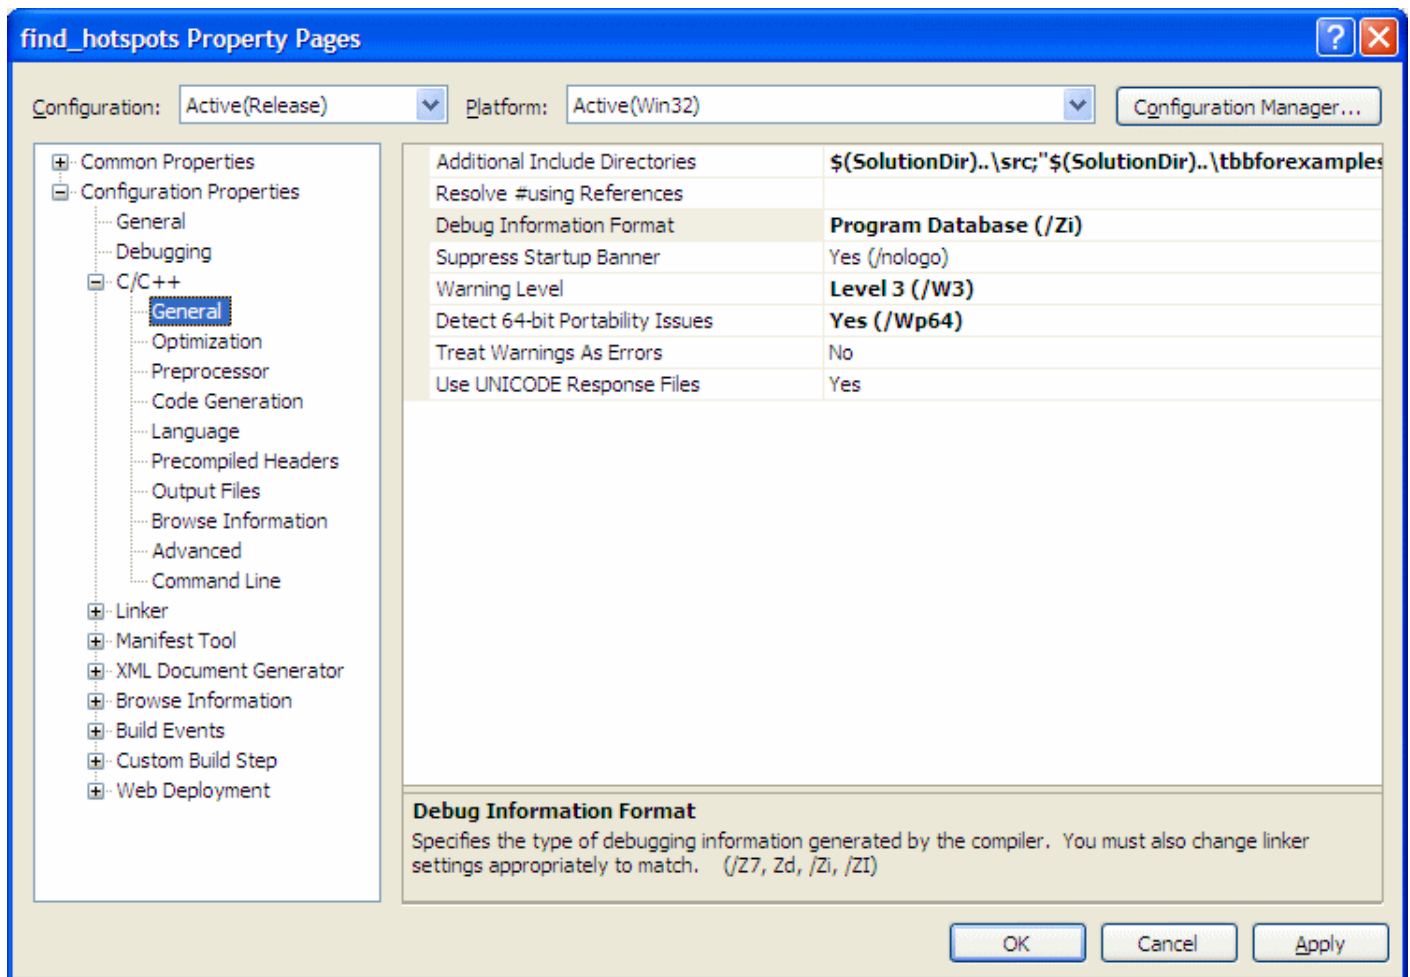 find_hotspots Property Pages
Configuration: Active(Release) Platform: Active(Win32) Configuration Manager...
Common Properties
Configuration Properties
General
Debugging
C/C++
General
Optimization
Preprocessor
Code Generation
Language
Precompiled Headers
Output Files
Browse Information
Advanced
Command Line
Linker
Manifest Tool
XML Document Generator
Browse Information
Build Events
Custom Build Step
Web Deployment
Additional Include Directories $(SolutionDir)..\src;"$(SolutionDir)..\tbbforexamples
Resolve #using References
Debug Information Format Program Database (/Zi)
Suppress Startup Banner Yes (/nologo)
Warning Level Level 3 (/W3)
Detect 64-bit Portability Issues Yes (/Wp64)
Treat Warnings As Errors No
Use UNICODE Response Files Yes
Debug Information Format
Specifies the type of debugging information generated by the compiler. You must also change linker
settings appropriately to match. (/Z7, Zd, /Zi, /ZI)
OK Cancel Apply